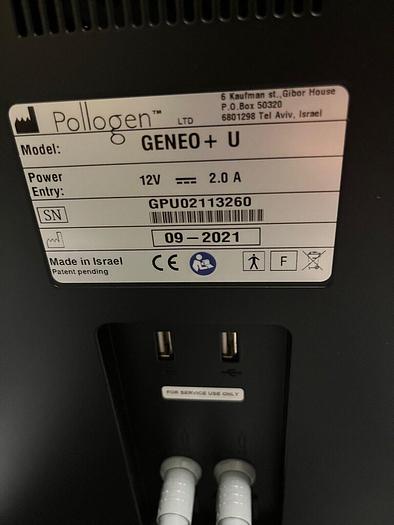 Pollogen™ LTD
6 Kaufman st.,Gibor House
P.O.Box 50320
6801298 Tel Aviv, Israel
Model: GENEO+ U
Power Entry: 12V 2.0 A
SN GPU02113260
09-2021
Made in Israel
Patent pending
CE
F
FOR SERVICE USE ONLY